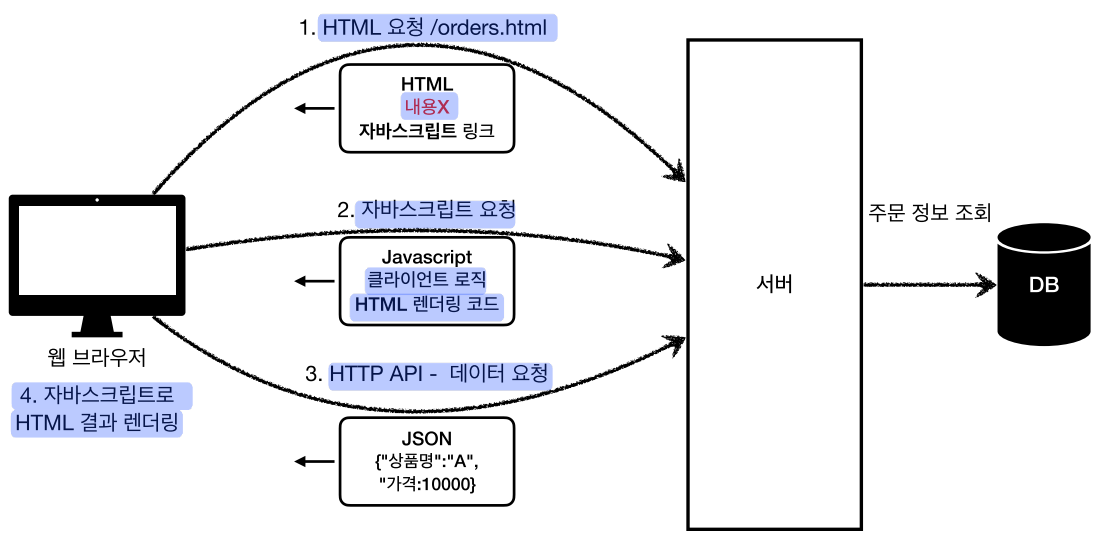 1. HTML 요청 /orders.html
HTML
내용X
자바스크립트 링크
2. 자바스크립트 요청
Javascript
클라이언트 로직
HTML 렌더링 코드
3. HTTP API - 데이터 요청
JSON
{"상품명":"A",
"가격:10000}
웹 브라우저
4. 자바스크립트로
HTML 결과 렌더링
서버
주문 정보 조회
DB